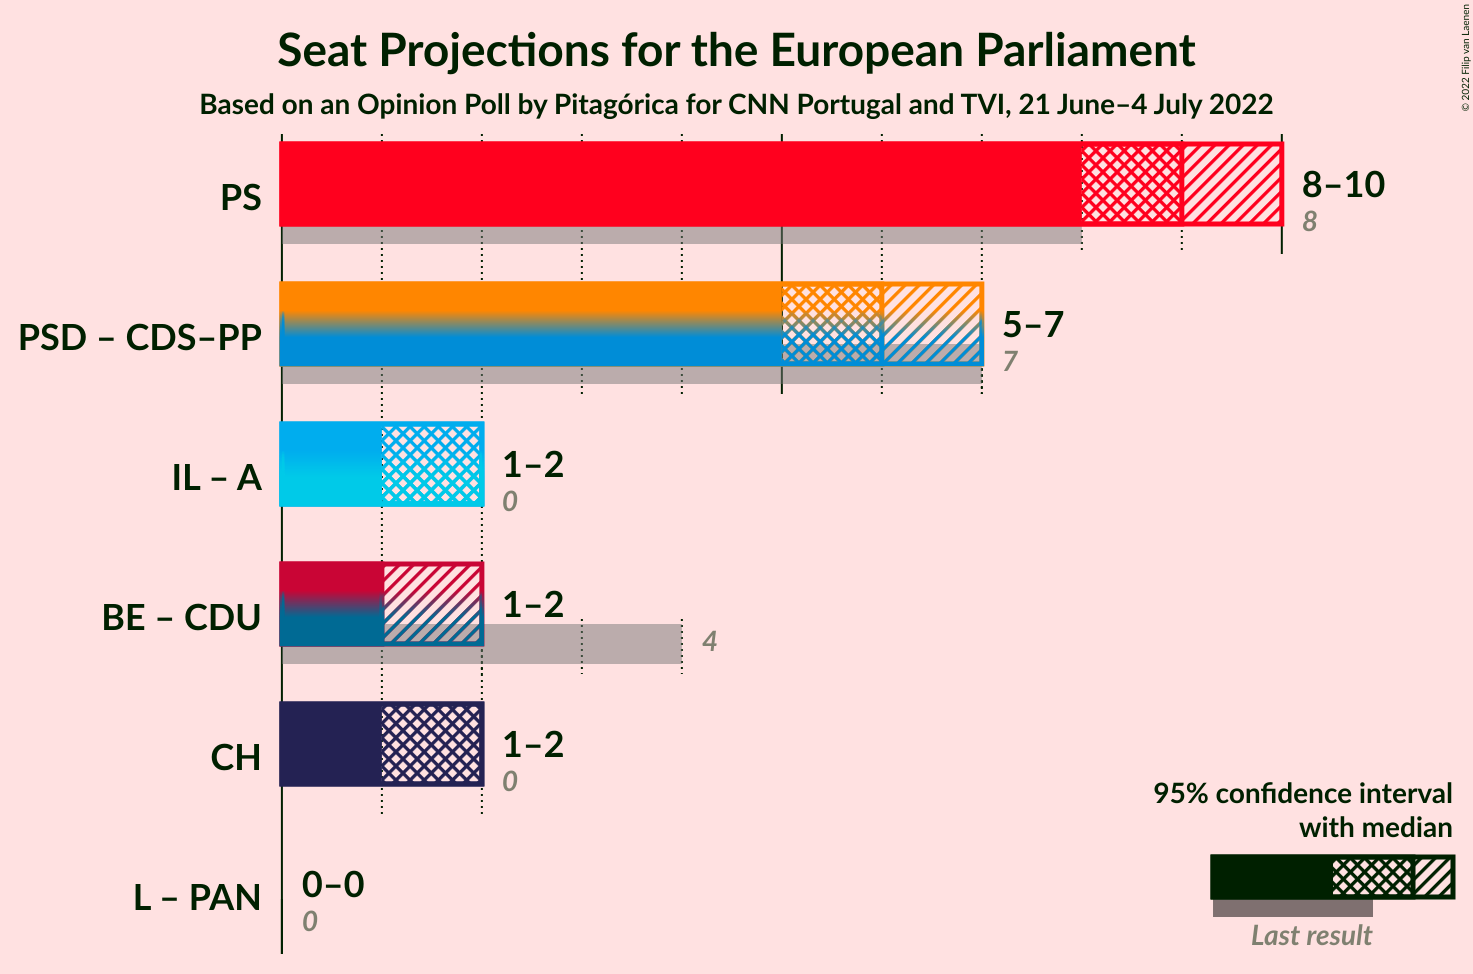 Seat Projections for the European Parliament
Based on an Opinion Poll by Pitagórica for CNN Portugal and TVI, 21 June–4 July 2022
© 2022 Filip van Laenen
PS
8–10
8
PSD – CDS–PP
5–7
7
IL – A
1–2
0
BE – CDU
1–2
4
CH
1–2
0
L – PAN
0–0
0
95% confidence interval
with median
Last result